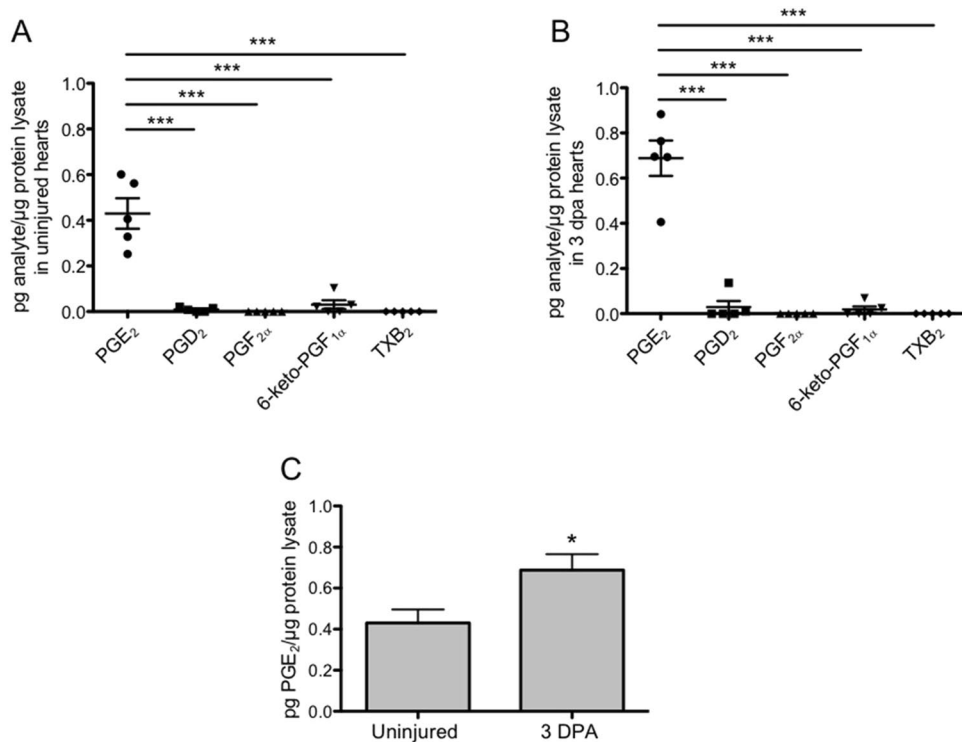 A
***
***
***
***
pg analyte/µg protein lysate
in uninjured hearts
1.0
0.8
0.6
0.4
0.2
0.0
PGE₂
PGD₂
PGF₂α
6-keto-PGF₁α
TXB₂
B
***
***
***
***
pg analyte/µg protein lysate
in 3 dpa hearts
1.0
0.8
0.6
0.4
0.2
0.0
PGE₂
PGD₂
PGF₂α
6-keto-PGF₁α
TXB₂
C
pg PGE₂/µg protein lysate
1.0
0.8
0.6
0.4
0.2
0.0
*
Uninjured
3 DPA